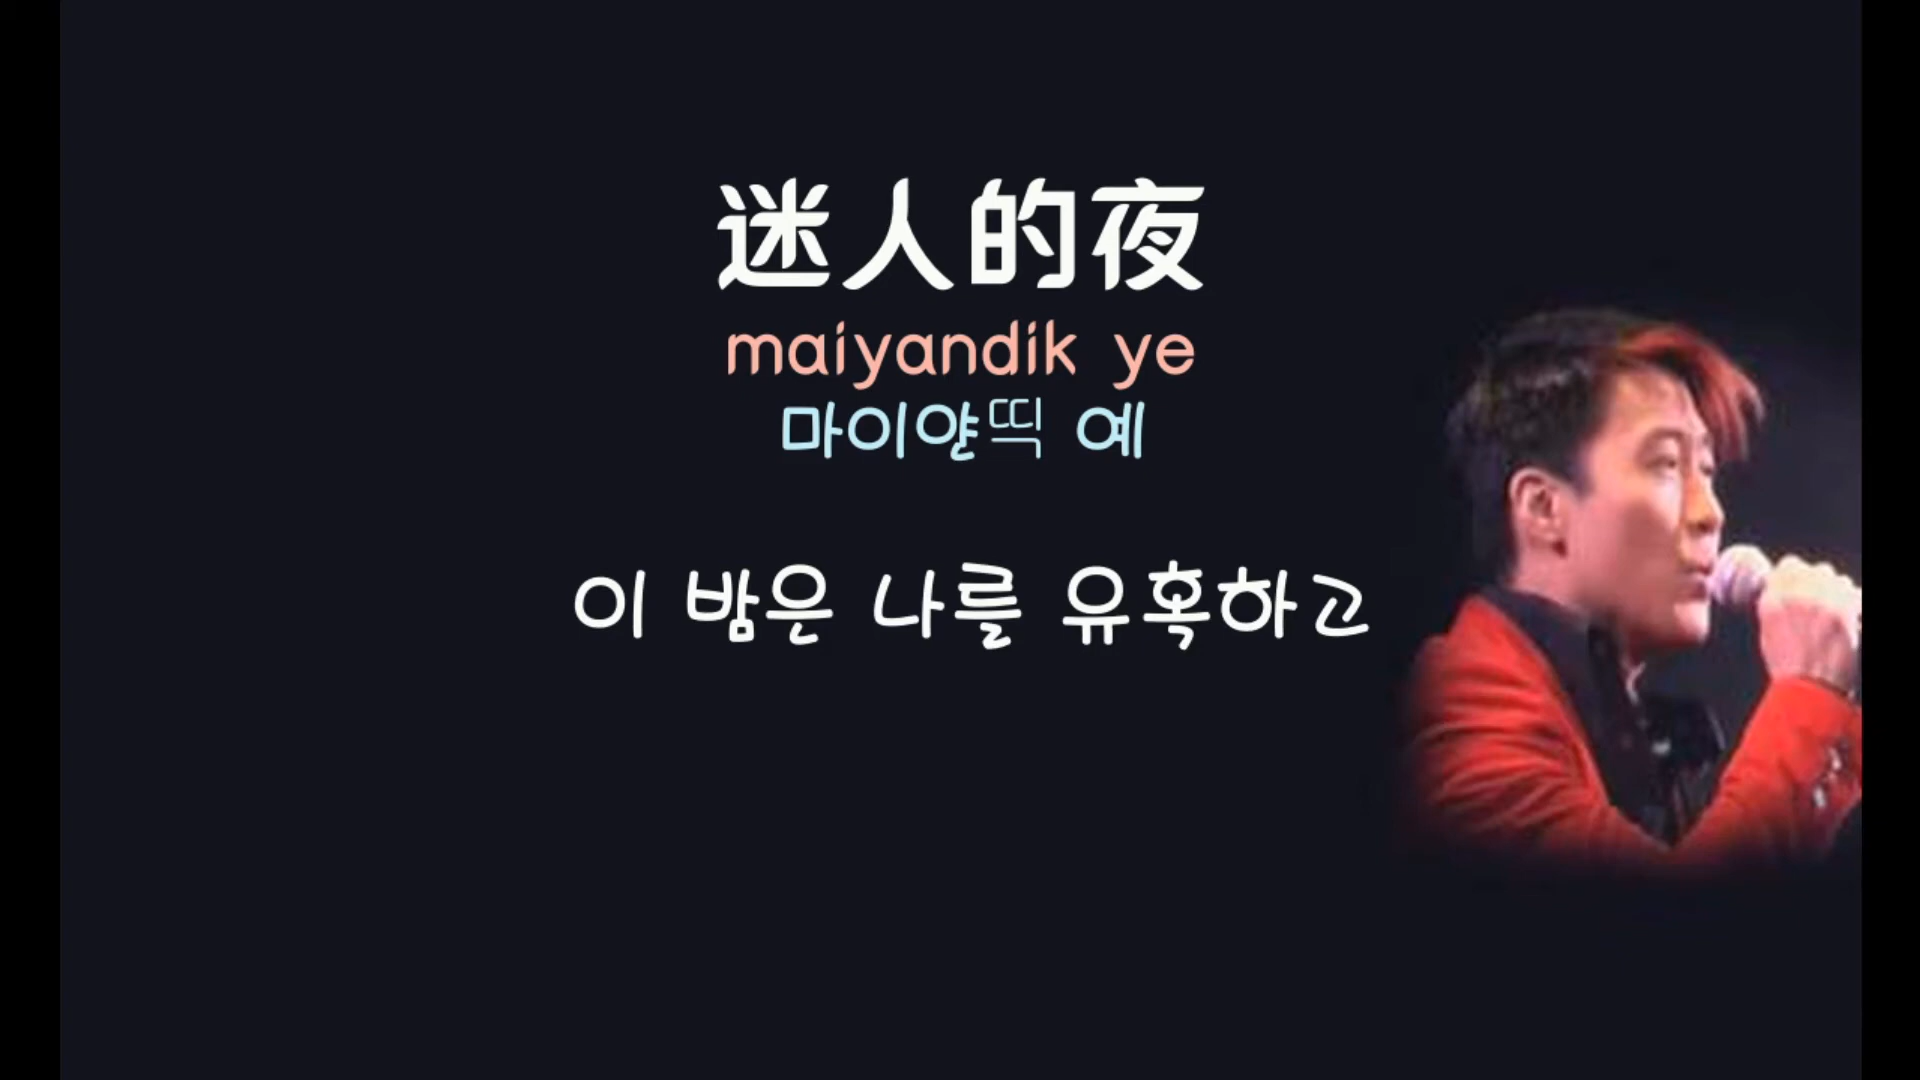 迷人的夜
maiyandik ye
마이얀띡 예
이 밤은 나를 유혹하고